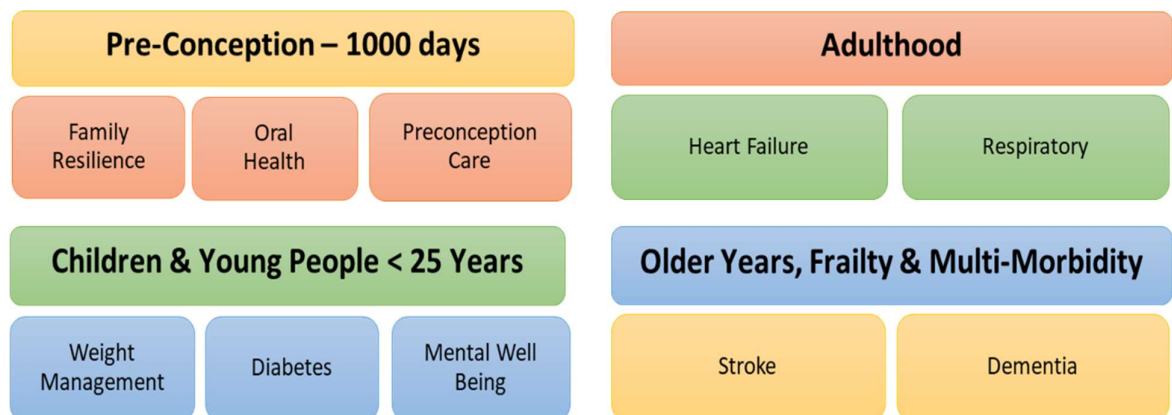 Pre-Conception – 1000 days
Family
Resilience
Oral
Health
Preconception
Care
Adulthood
Heart Failure
Respiratory
Children & Young People < 25 Years
Weight
Management
Diabetes
Mental Well
Being
Older Years, Frailty & Multi-Morbidity
Stroke
Dementia